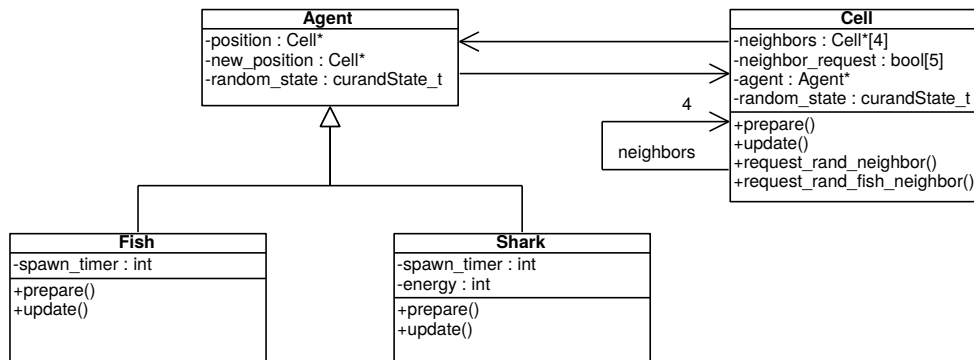 Agent
-position : Cell*
-new_position : Cell*
-random_state : curandState_t
Cell
-neighbors : Cell*[4]
-neighbor_request : bool[5]
-agent : Agent*
-random_state : curandState_t
+prepare()
+update()
+request_rand_neighbor()
+request_rand_fish_neighbor()
4
neighbors
Fish
-spawn_timer : int
+prepare()
+update()
Shark
-spawn_timer : int
-energy : int
+prepare()
+update()